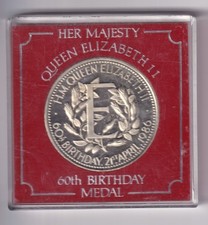 HER MAJESTY
QUEEN ELIZABETH II
H.M. QUEEN ELIZABETH II
E
60th BIRTHDAY, 21st APRIL, 1986
60th BIRTHDAY
MEDAL